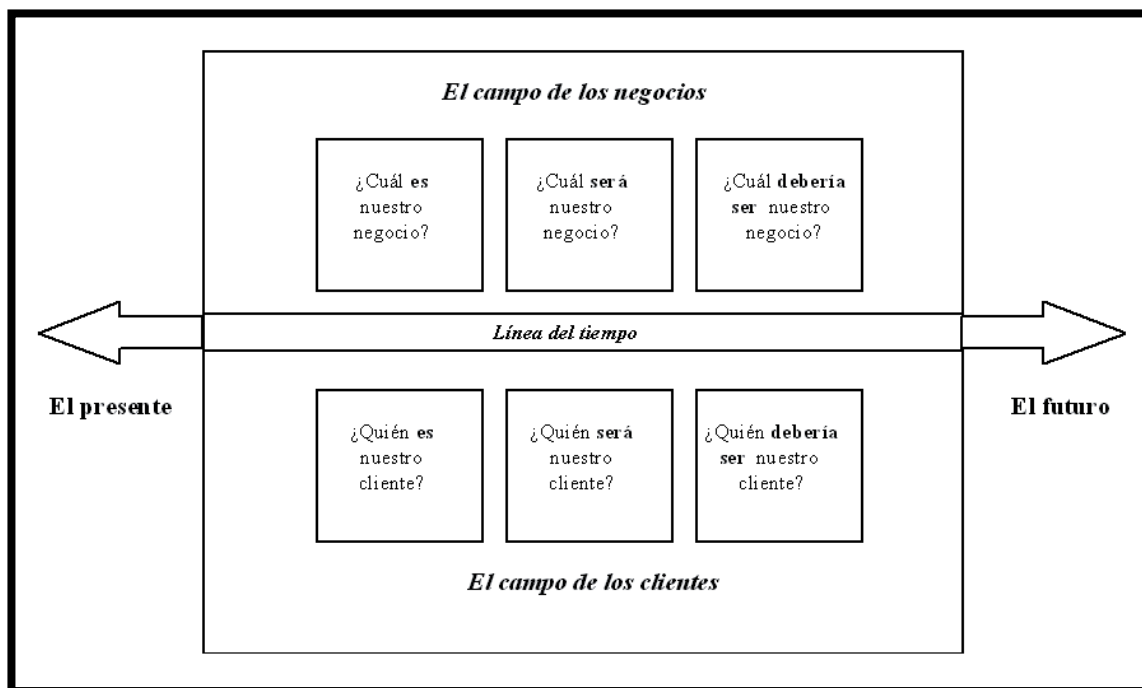 El campo de los negocios
¿Cuál es
nuestro
negocio?
¿Cuál será
nuestro
negocio?
¿Cuál debería
ser nuestro
negocio?
Línea del tiempo
El presente
El futuro
¿Quién es
nuestro
cliente?
¿Quién será
nuestro
cliente?
¿Quién debería
ser nuestro
cliente?
El campo de los clientes